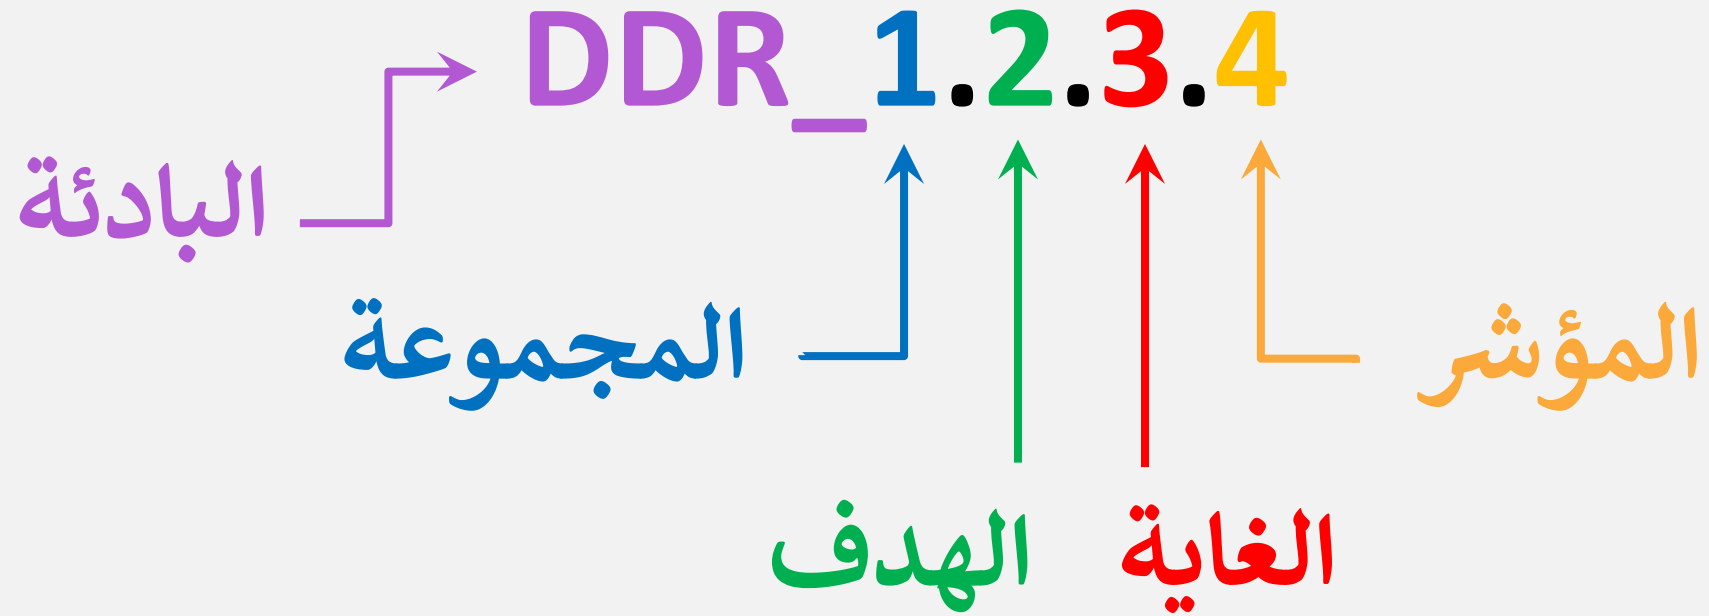 DDR_1.2.3.4
البادئة
المجموعة
المؤشر
الهدف
الغاية